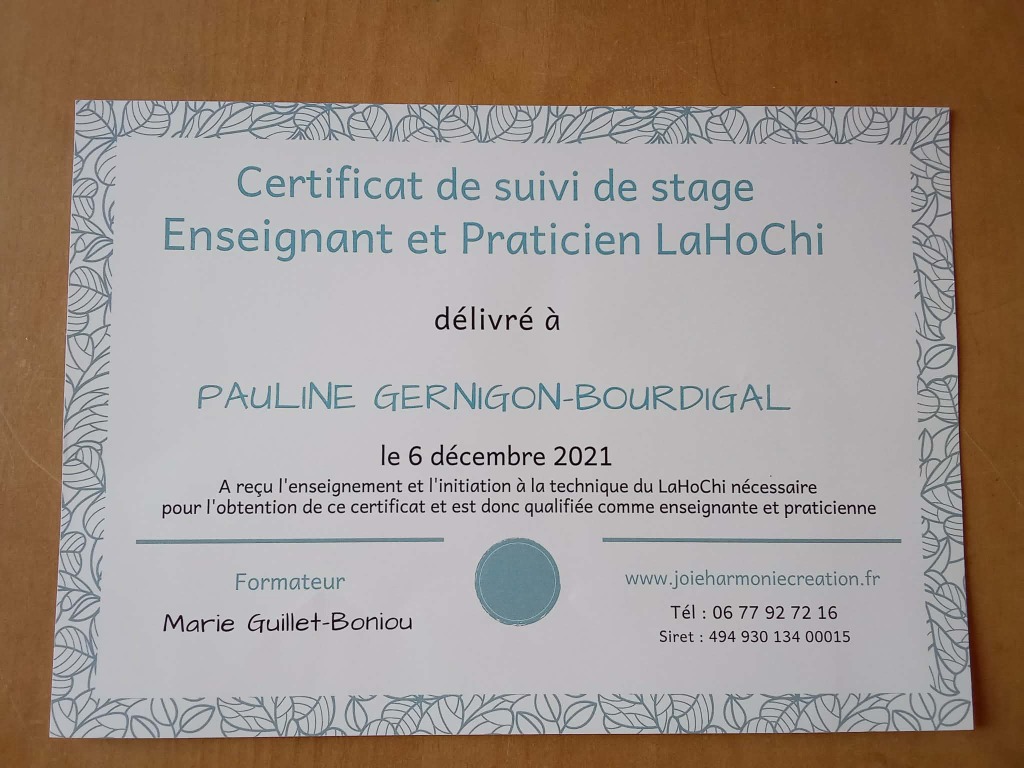 Certificat de suivi de stage
Enseignant et Praticien LaHoChi
délivré à
PAULINE GERNIGON-BOURDIGAL
le 6 décembre 2021
A reçu l'enseignement et l'initiation à la technique du LaHoChi nécessaire
pour l'obtention de ce certificat et est donc qualifiée comme enseignante et praticienne
Formateur
Marie Guillet-Boniou
www.joieharmoniecreation.fr
Tél : 06 77 92 72 16
Siret : 494 930 134 00015